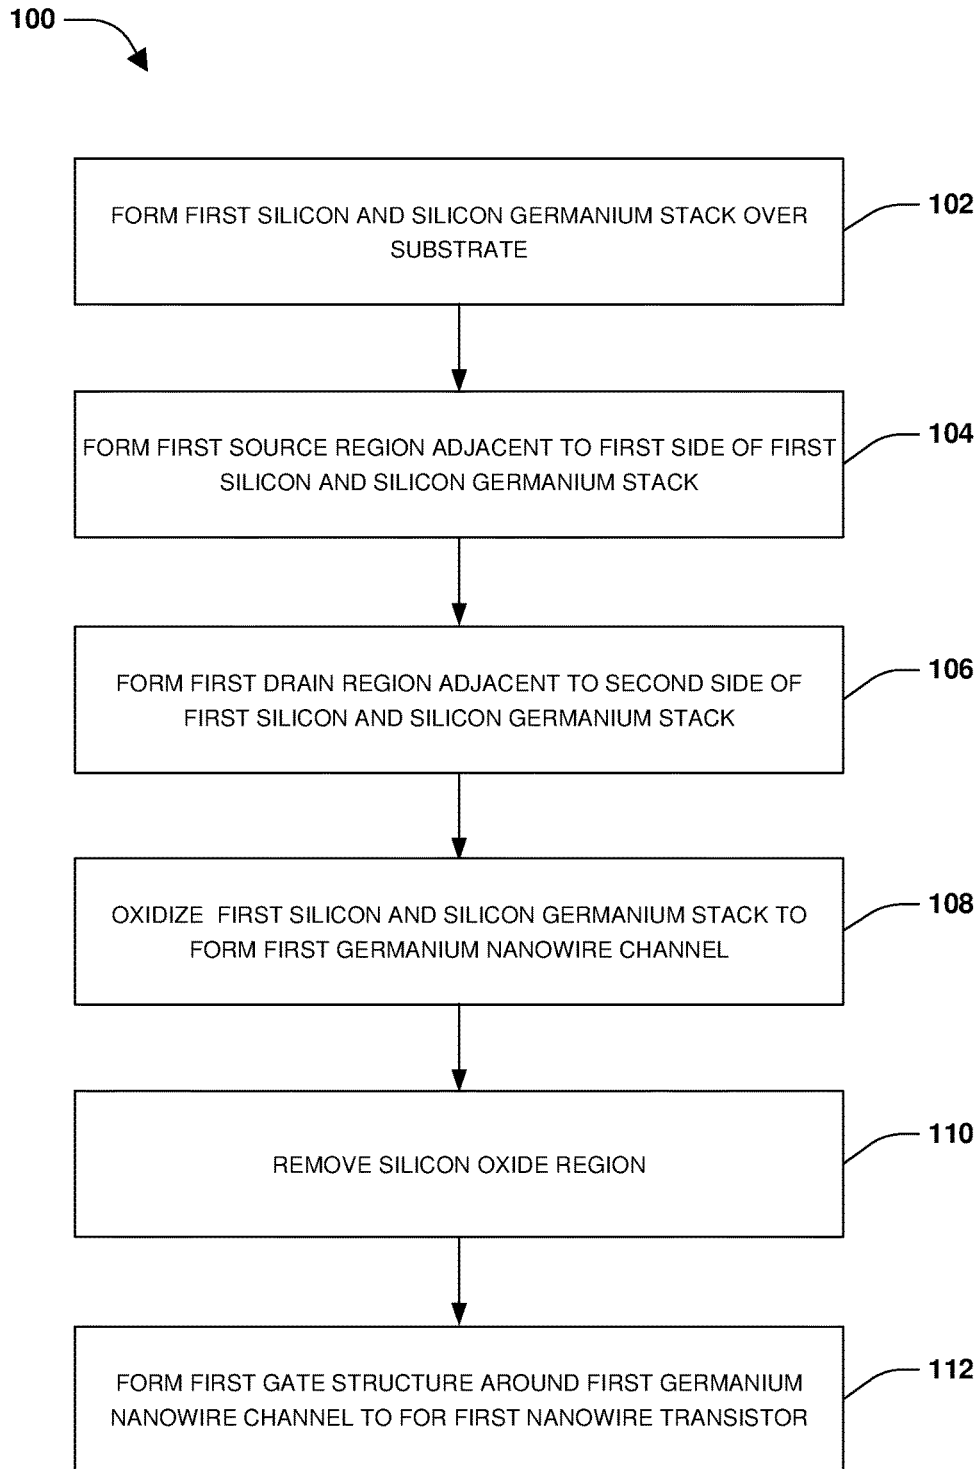 100
FORM FIRST SILICON AND SILICON GERMANIUM STACK OVER
SUBSTRATE
102
FORM FIRST SOURCE REGION ADJACENT TO FIRST SIDE OF FIRST
SILICON AND SILICON GERMANIUM STACK
104
FORM FIRST DRAIN REGION ADJACENT TO SECOND SIDE OF
FIRST SILICON AND SILICON GERMANIUM STACK
106
OXIDIZE FIRST SILICON AND SILICON GERMANIUM STACK TO
FORM FIRST GERMANIUM NANOWIRE CHANNEL
108
REMOVE SILICON OXIDE REGION
110
FORM FIRST GATE STRUCTURE AROUND FIRST GERMANIUM
NANOWIRE CHANNEL TO FOR FIRST NANOWIRE TRANSISTOR
112